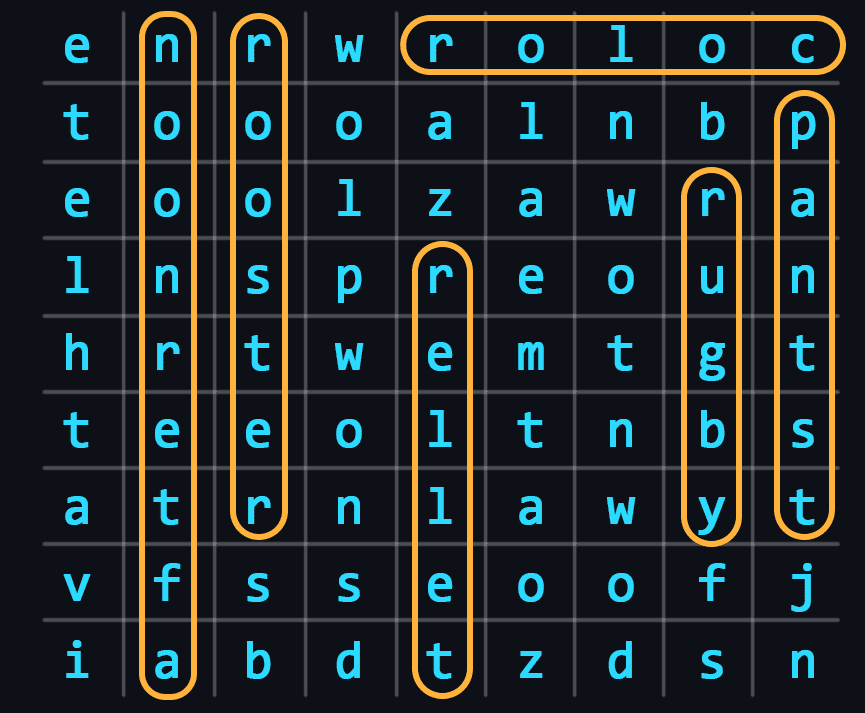 e n r w r o l o c
t o o o a l n b p
e o o l z a w r a
l n s p r e o u n
h r t w e m t g t
t e e o l t n b s
a t r n l a w y t
v f s s e o o f j
i a b d t z d s n